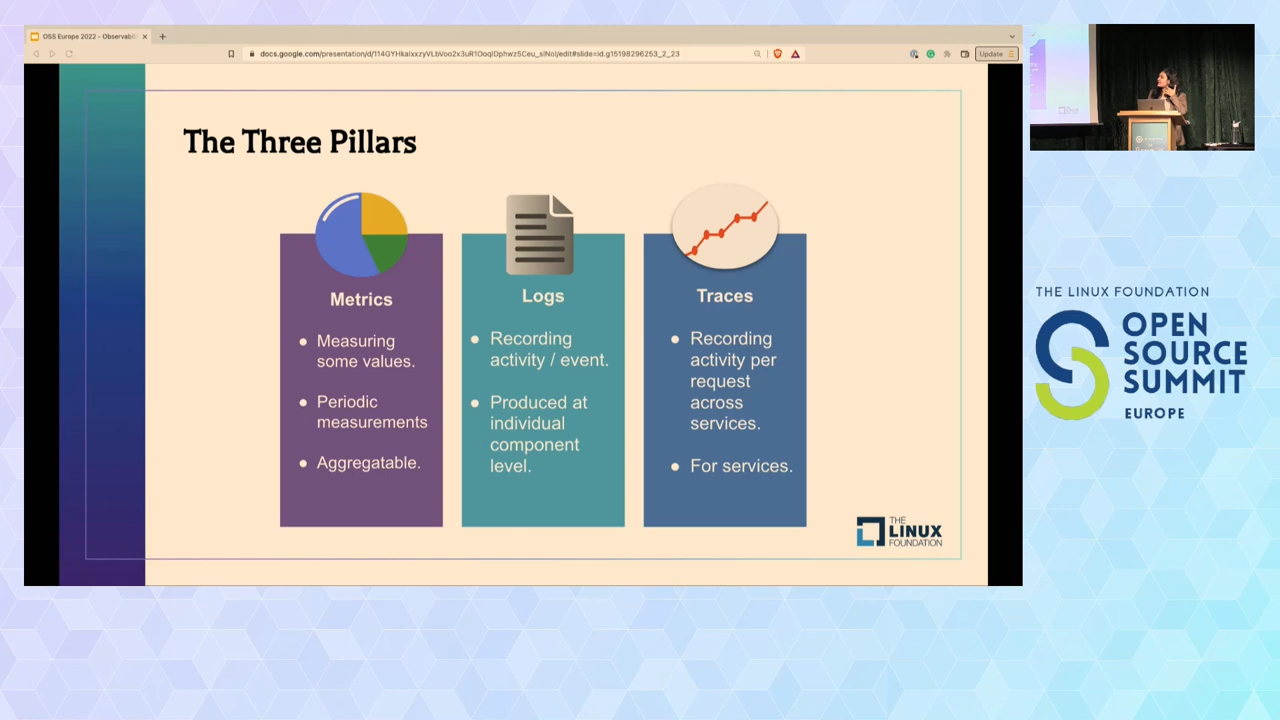 OSS Europe 2022 - Observabili
docs.google.com/presentation/d/114GYHkaIxxzyVLbVoo2x3uR1OoqIDphwz5Ceu_slNoI/edit#slide=id.g15198296253_2_23
Update
The Three Pillars
Metrics
Measuring
some values.
Periodic
measurements
Aggregatable.
Logs
Recording
activity / event.
Produced at
individual
component
level.
Traces
Recording
activity per
request
across
services.
For services.
THE
LINUX
FOUNDATION
THE LINUX FOUNDATION
OPEN
SOURCE
SUMMIT
EUROPE